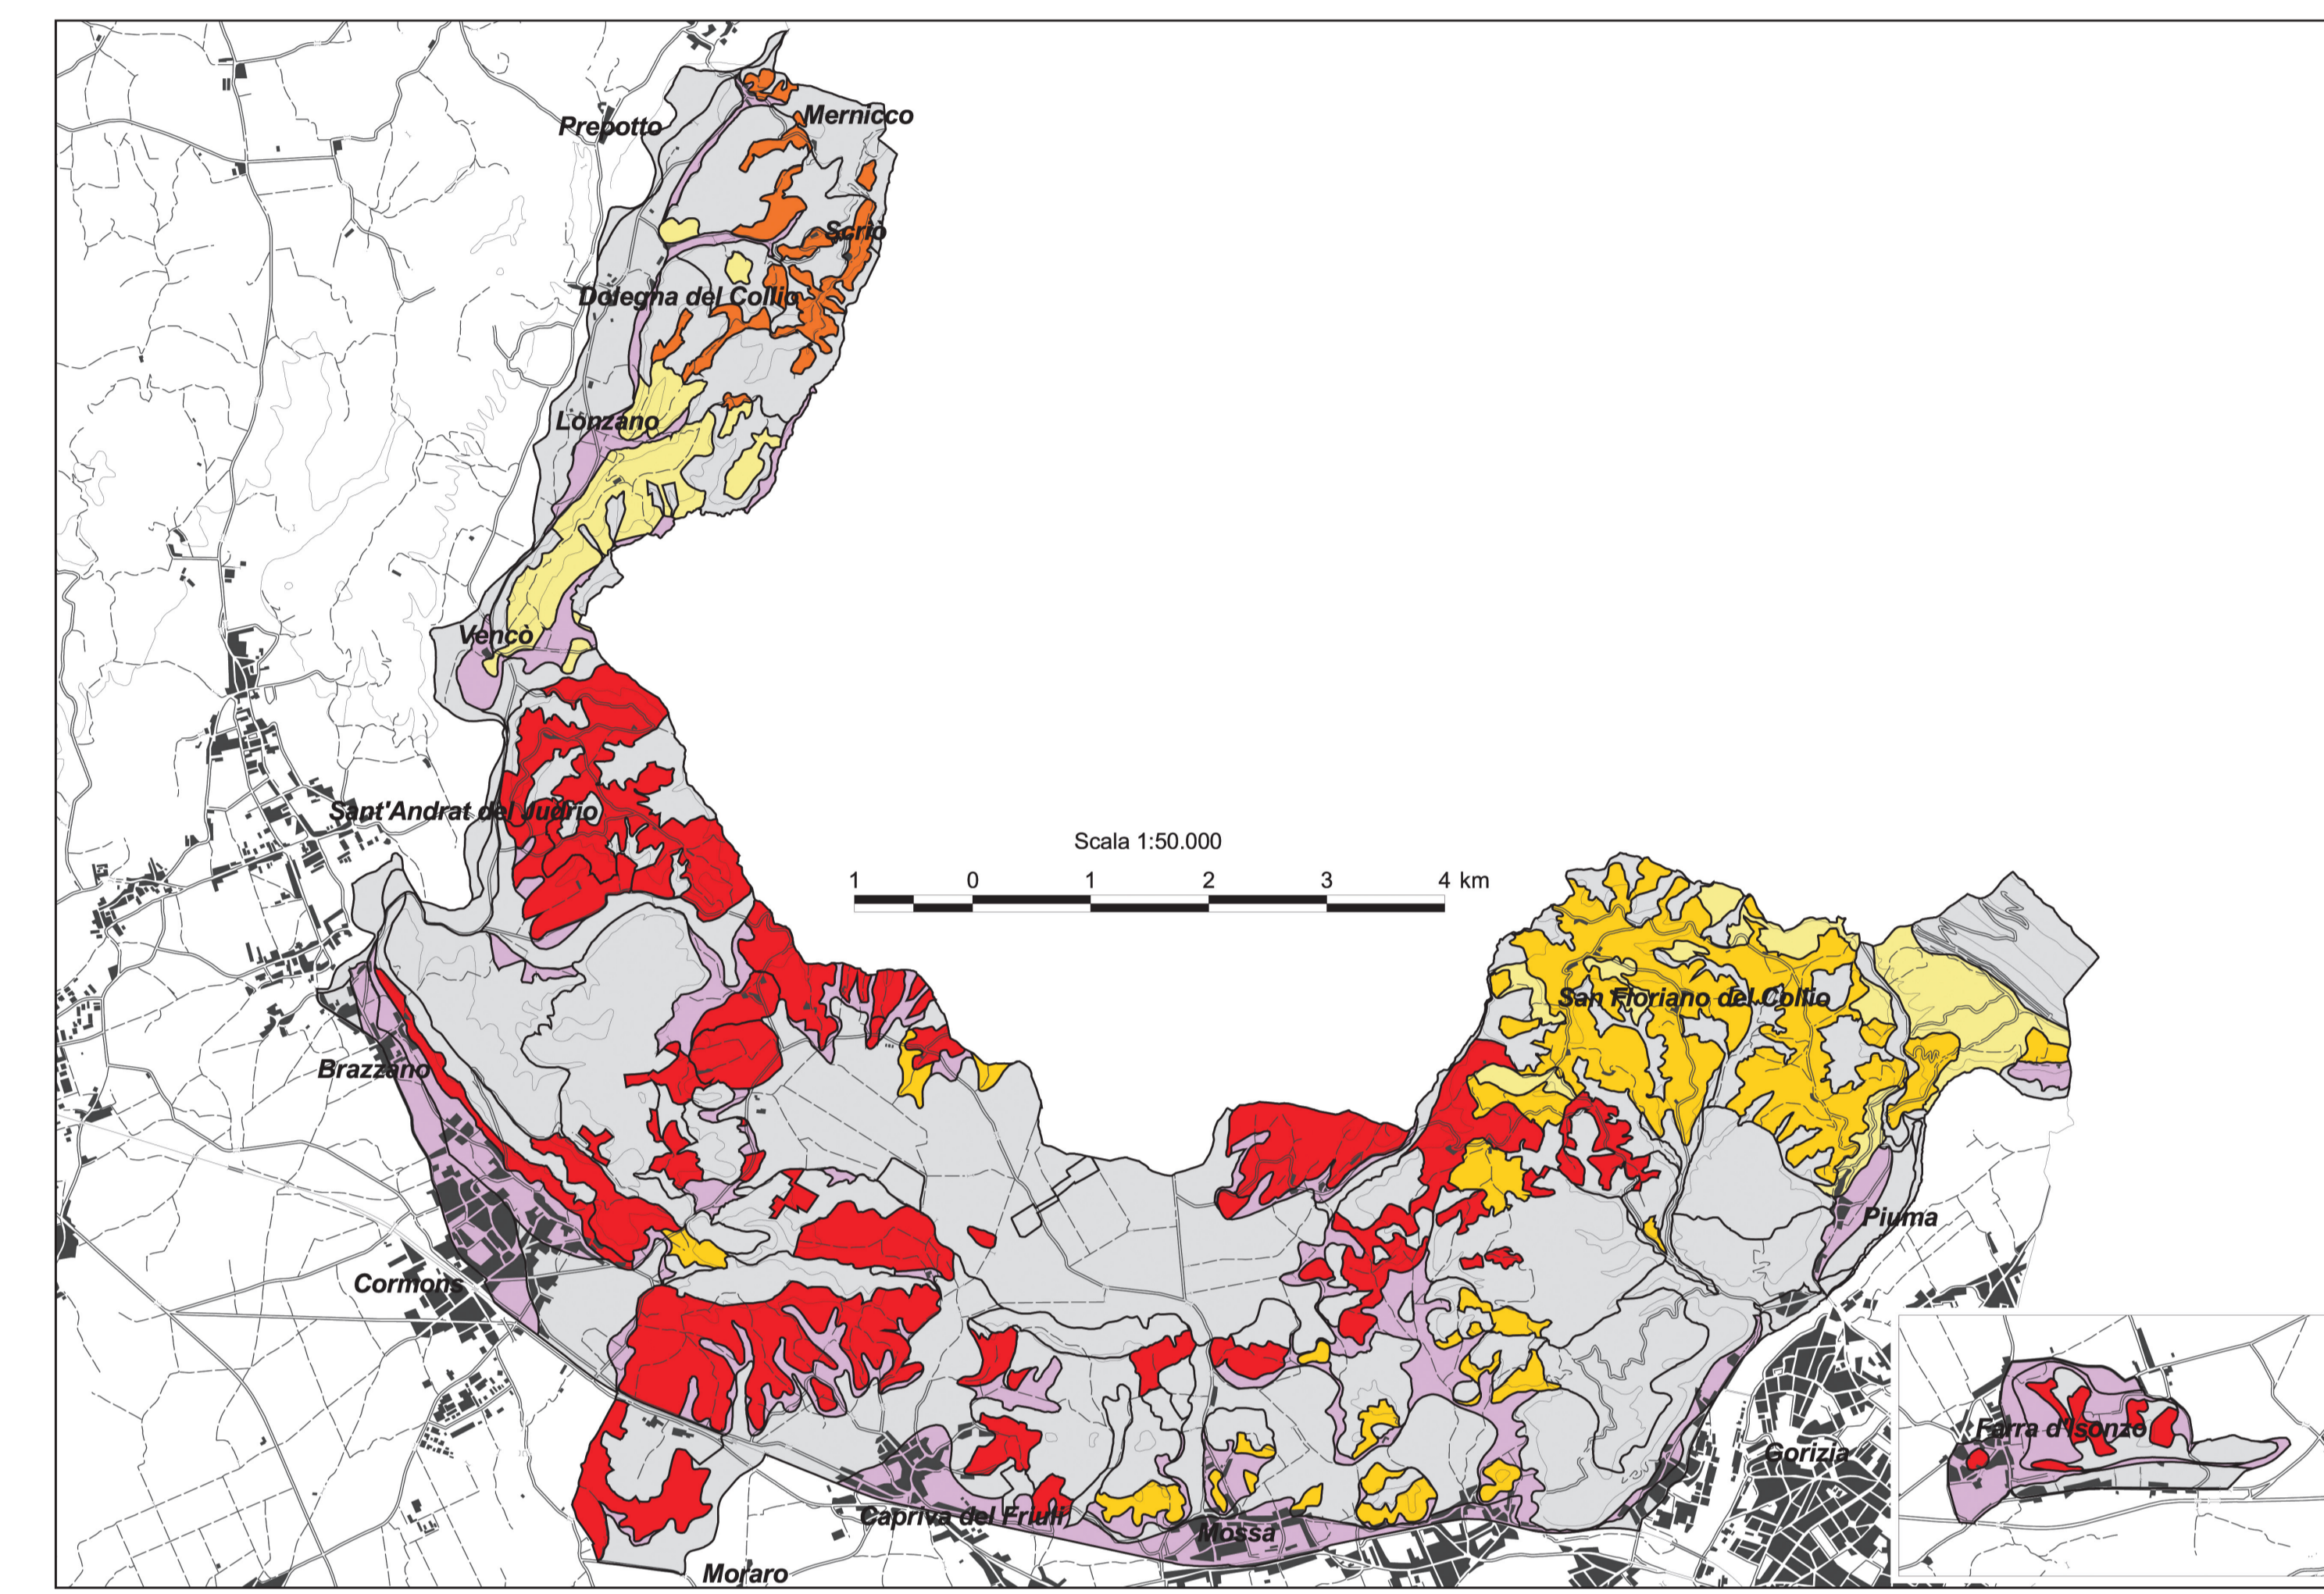 Mernicco
Prepotto
Scriò
Dolegna del Collio
Lonzano
Vencò
Sant'Andrat del Judrio
Scala 1:50.000
1 0 1 2 3 4 km
San Floriano del Collio
Brazzano
Piuma
Cormons
Farra d'Isonzo
Gorizia
Capriva del Friuli
Mossa
Moraro